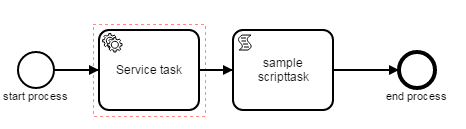 start process
Service task
sample
scripttask
end process